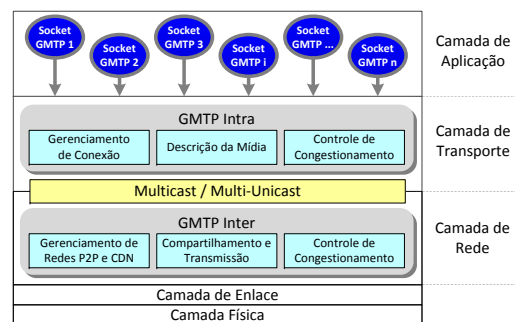 Socket
GMTP 1
Socket
GMTP 2
Socket
GMTP 3
Socket
GMTP i
Socket
GMTP ...
Socket
GMTP n
Camada de
Aplicação
GMTP Intra
Gerenciamento
de Conexão
Descrição da Mídia
Controle de
Congestionamento
Camada de
Transporte
Multicast / Multi-Unicast
GMTP Inter
Gerenciamento de
Redes P2P e CDN
Compartilhamento e
Transmissão
Controle de
Congestionamento
Camada de
Rede
Camada de Enlace
Camada Física